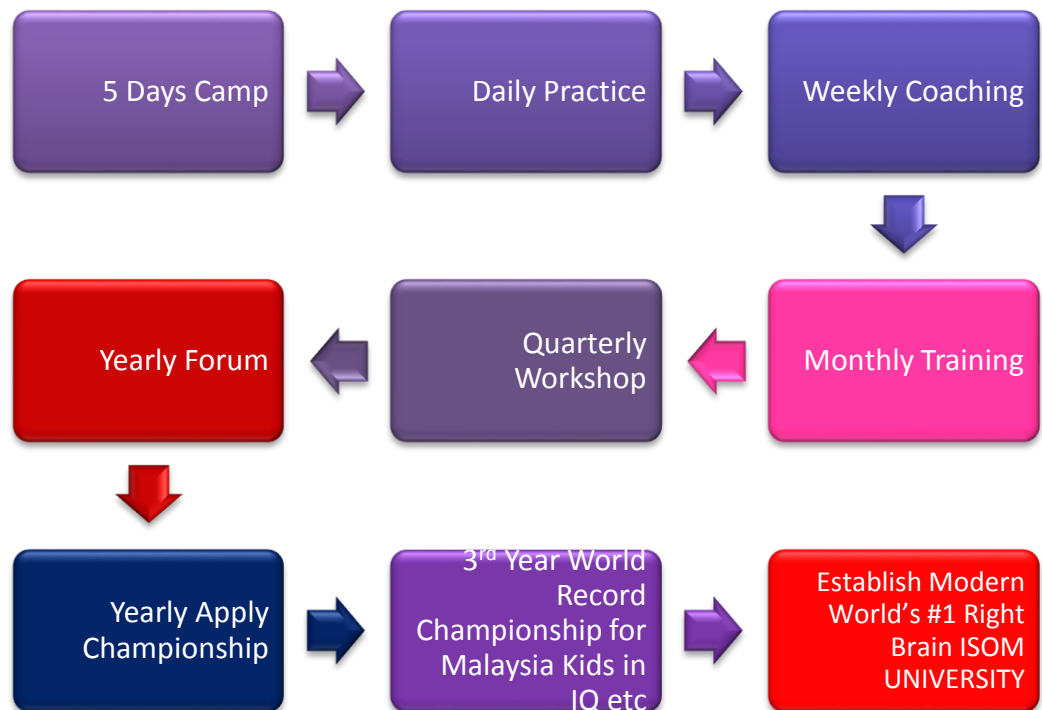 5 Days Camp
Daily Practice
Weekly Coaching
Monthly Training
Quarterly
Workshop
Yearly Forum
Yearly Apply
Championship
3rd Year World
Record
Championship for
Malaysia Kids in
IQ etc
Establish Modern
World’s #1 Right
Brain ISOM
UNIVERSITY